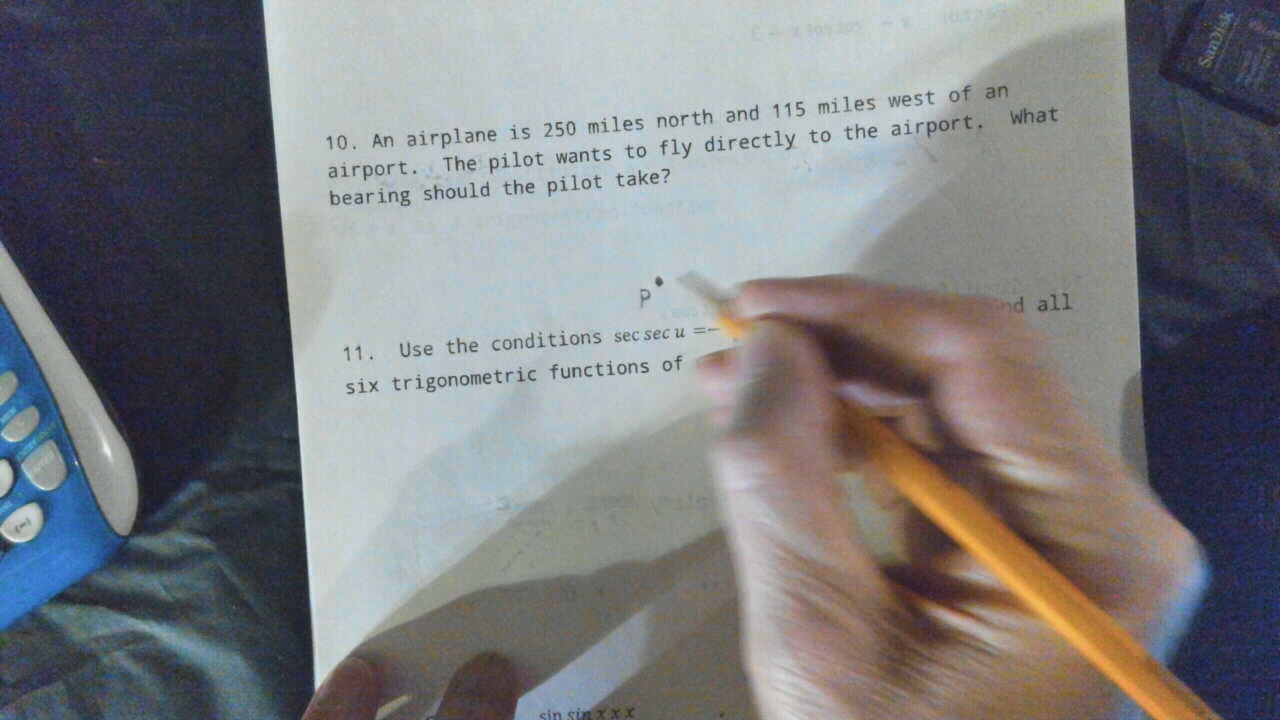 10. An airplane is 250 miles north and 115 miles west of an
airport. The pilot wants to fly directly to the airport. What
bearing should the pilot take?
P
11. Use the conditions sec sec u =−
all
six trigonometric functions of
sin sin x x x
SanDisk